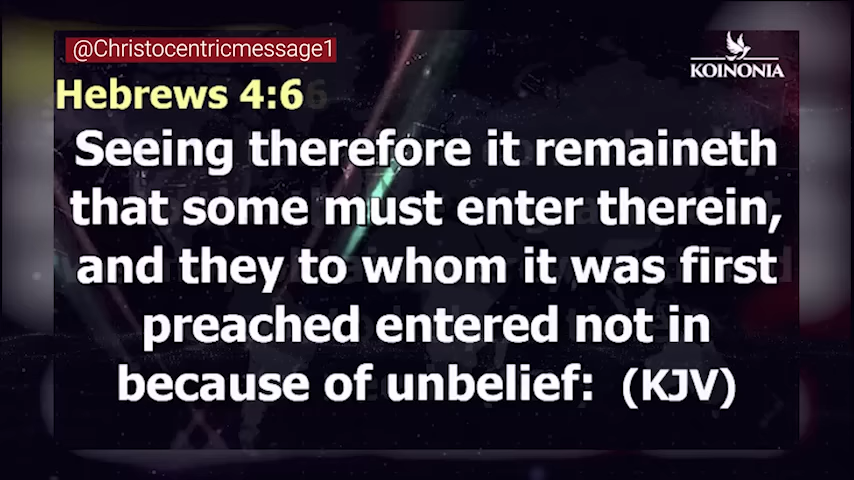 @Christocentricmessage1
KOINONIA
Hebrews 4:6
Seeing therefore it remaineth
that some must enter therein,
and they to whom it was first
preached entered not in
because of unbelief: (KJV)